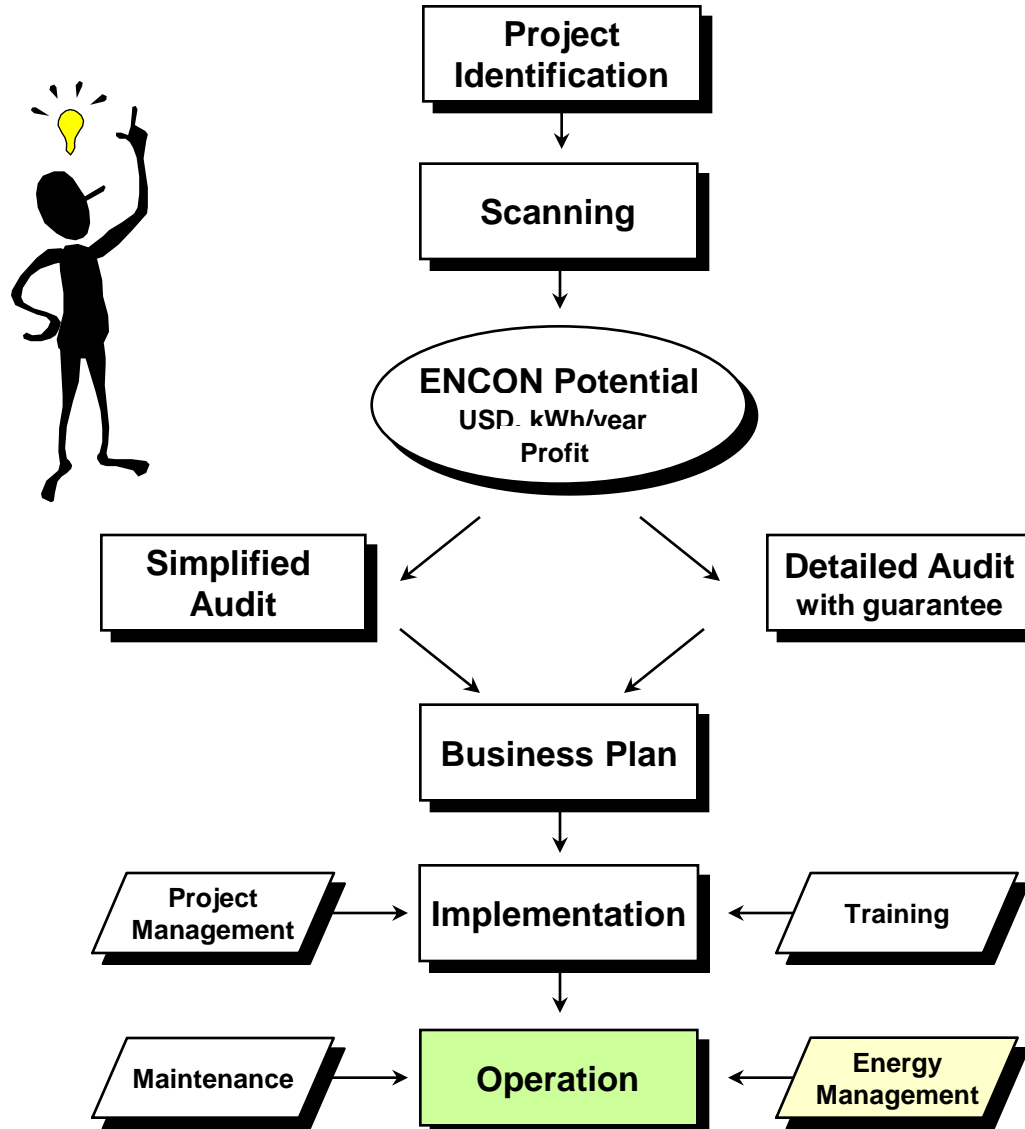 Project
Identification
Scanning
ENCON Potential
USD, kWh/year
Profit
Simplified
Audit
Detailed Audit
with guarantee
Business Plan
Project
Management
Implementation
Training
Maintenance
Operation
Energy
Management